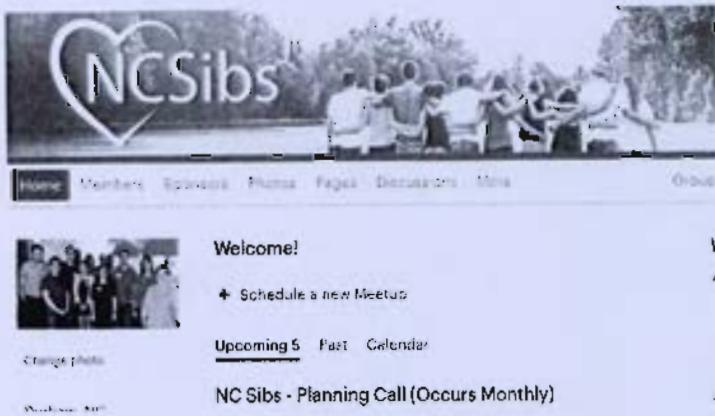 NCSibs
Home Members Sponsors Photos Pages Discussions More Group
Welcome!
+ Schedule a new Meetup
Upcoming 5 Past Calendar
Change photo
NC Sibs - Planning Call (Occurs Monthly)